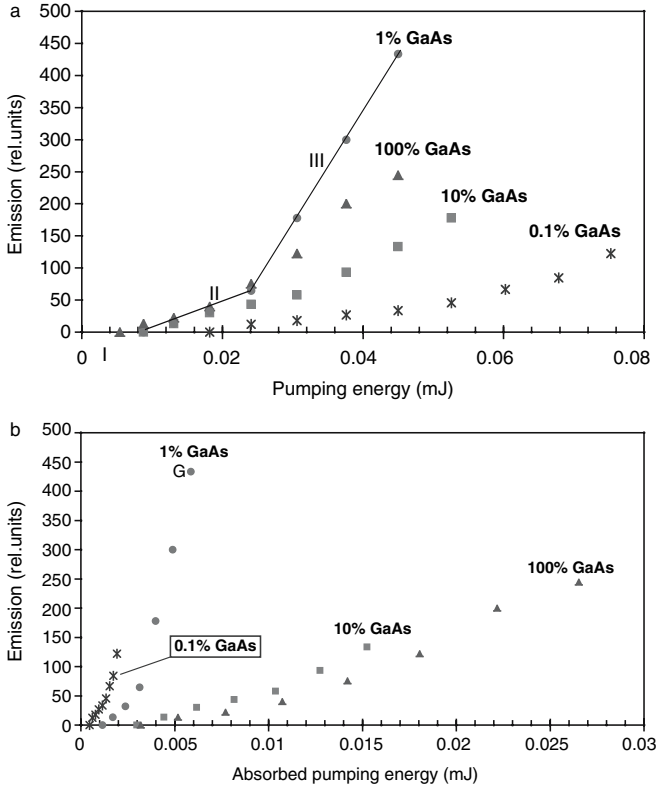 a
500
450
400
350
300
250
200
150
100
50
0
Emission (rel.units)
1% GaAs
III
100% GaAs
10% GaAs
0.1% GaAs
II
I
0 0.02 0.04 0.06 0.08
Pumping energy (mJ)
b
500
450
400
350
300
250
200
150
100
50
0
Emission (rel.units)
1% GaAs
G
100% GaAs
10% GaAs
0.1% GaAs
0 0.005 0.01 0.015 0.02 0.025 0.03
Absorbed pumping energy (mJ)